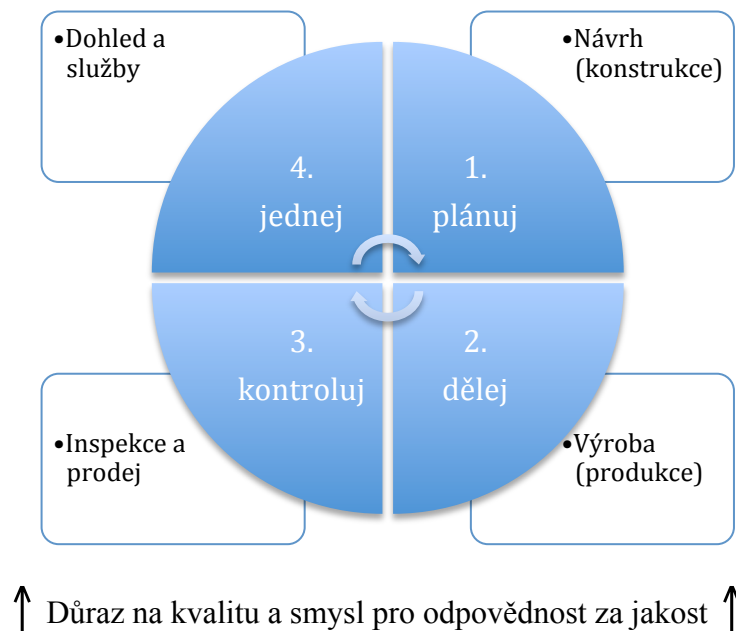 •Dohled a
služby
•Návrh
(konstrukce)
4.
jednej
1.
plánuj
3.
kontroluj
2.
dělej
•Inspekce a
prodej
•Výroba
(produkce)
↑ Důraz na kvalitu a smysl pro odpovědnost za jakost ↑